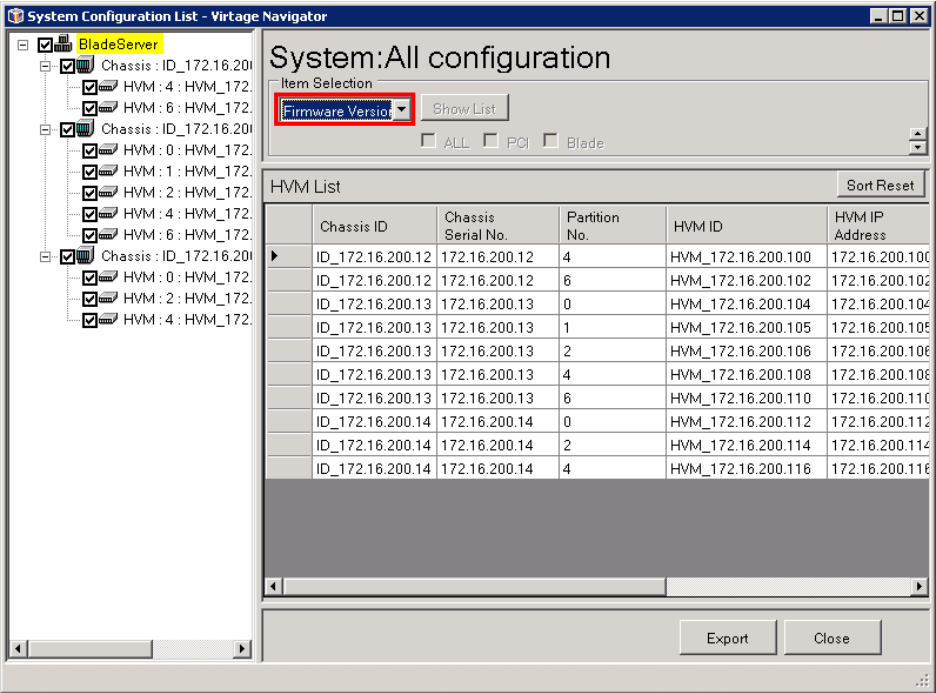 System Configuration List - Virtage Navigator
BladeServer
Chassis : ID_172.16.20
HVM : 4 : HVM_172.
HVM : 6 : HVM_172.
Chassis : ID_172.16.20
HVM : 0 : HVM_172.
HVM : 1 : HVM_172.
HVM : 2 : HVM_172.
HVM : 4 : HVM_172.
HVM : 6 : HVM_172.
Chassis : ID_172.16.20
HVM : 0 : HVM_172.
HVM : 2 : HVM_172.
HVM : 4 : HVM_172.
System:All configuration
Item Selection
Firmware Version Show List
ALL PCI Blade
HVM List Sort Reset
Chassis ID Chassis Serial No. Partition No. HVM ID HVM IP Address
ID_172.16.200.12 172.16.200.12 4 HVM_172.16.200.100 172.16.200.100
ID_172.16.200.12 172.16.200.12 6 HVM_172.16.200.102 172.16.200.102
ID_172.16.200.13 172.16.200.13 0 HVM_172.16.200.104 172.16.200.104
ID_172.16.200.13 172.16.200.13 1 HVM_172.16.200.105 172.16.200.105
ID_172.16.200.13 172.16.200.13 2 HVM_172.16.200.106 172.16.200.106
ID_172.16.200.13 172.16.200.13 4 HVM_172.16.200.108 172.16.200.108
ID_172.16.200.13 172.16.200.13 6 HVM_172.16.200.110 172.16.200.110
ID_172.16.200.14 172.16.200.14 0 HVM_172.16.200.112 172.16.200.112
ID_172.16.200.14 172.16.200.14 2 HVM_172.16.200.114 172.16.200.114
ID_172.16.200.14 172.16.200.14 4 HVM_172.16.200.116 172.16.200.116
Export Close